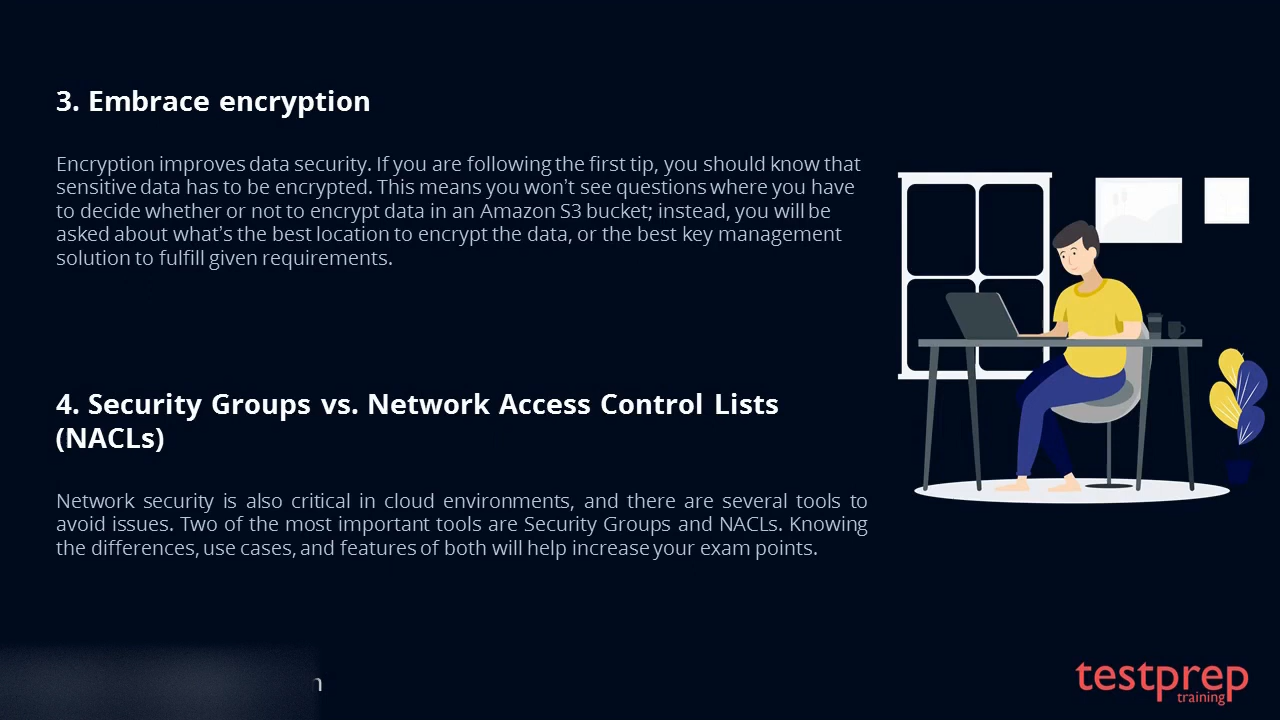 3. Embrace encryption
Encryption improves data security. If you are following the first tip, you should know that
sensitive data has to be encrypted. This means you won't see questions where you have
to decide whether or not to encrypt data in an Amazon S3 bucket; instead, you will be
asked about what's the best location to encrypt the data, or the best key management
solution to fulfill given requirements.
4. Security Groups vs. Network Access Control Lists
(NACLs)
Network security is also critical in cloud environments, and there are several tools to
avoid issues. Two of the most important tools are Security Groups and NACLs. Knowing
the differences, use cases, and features of both will help increase your exam points.
testprep
training